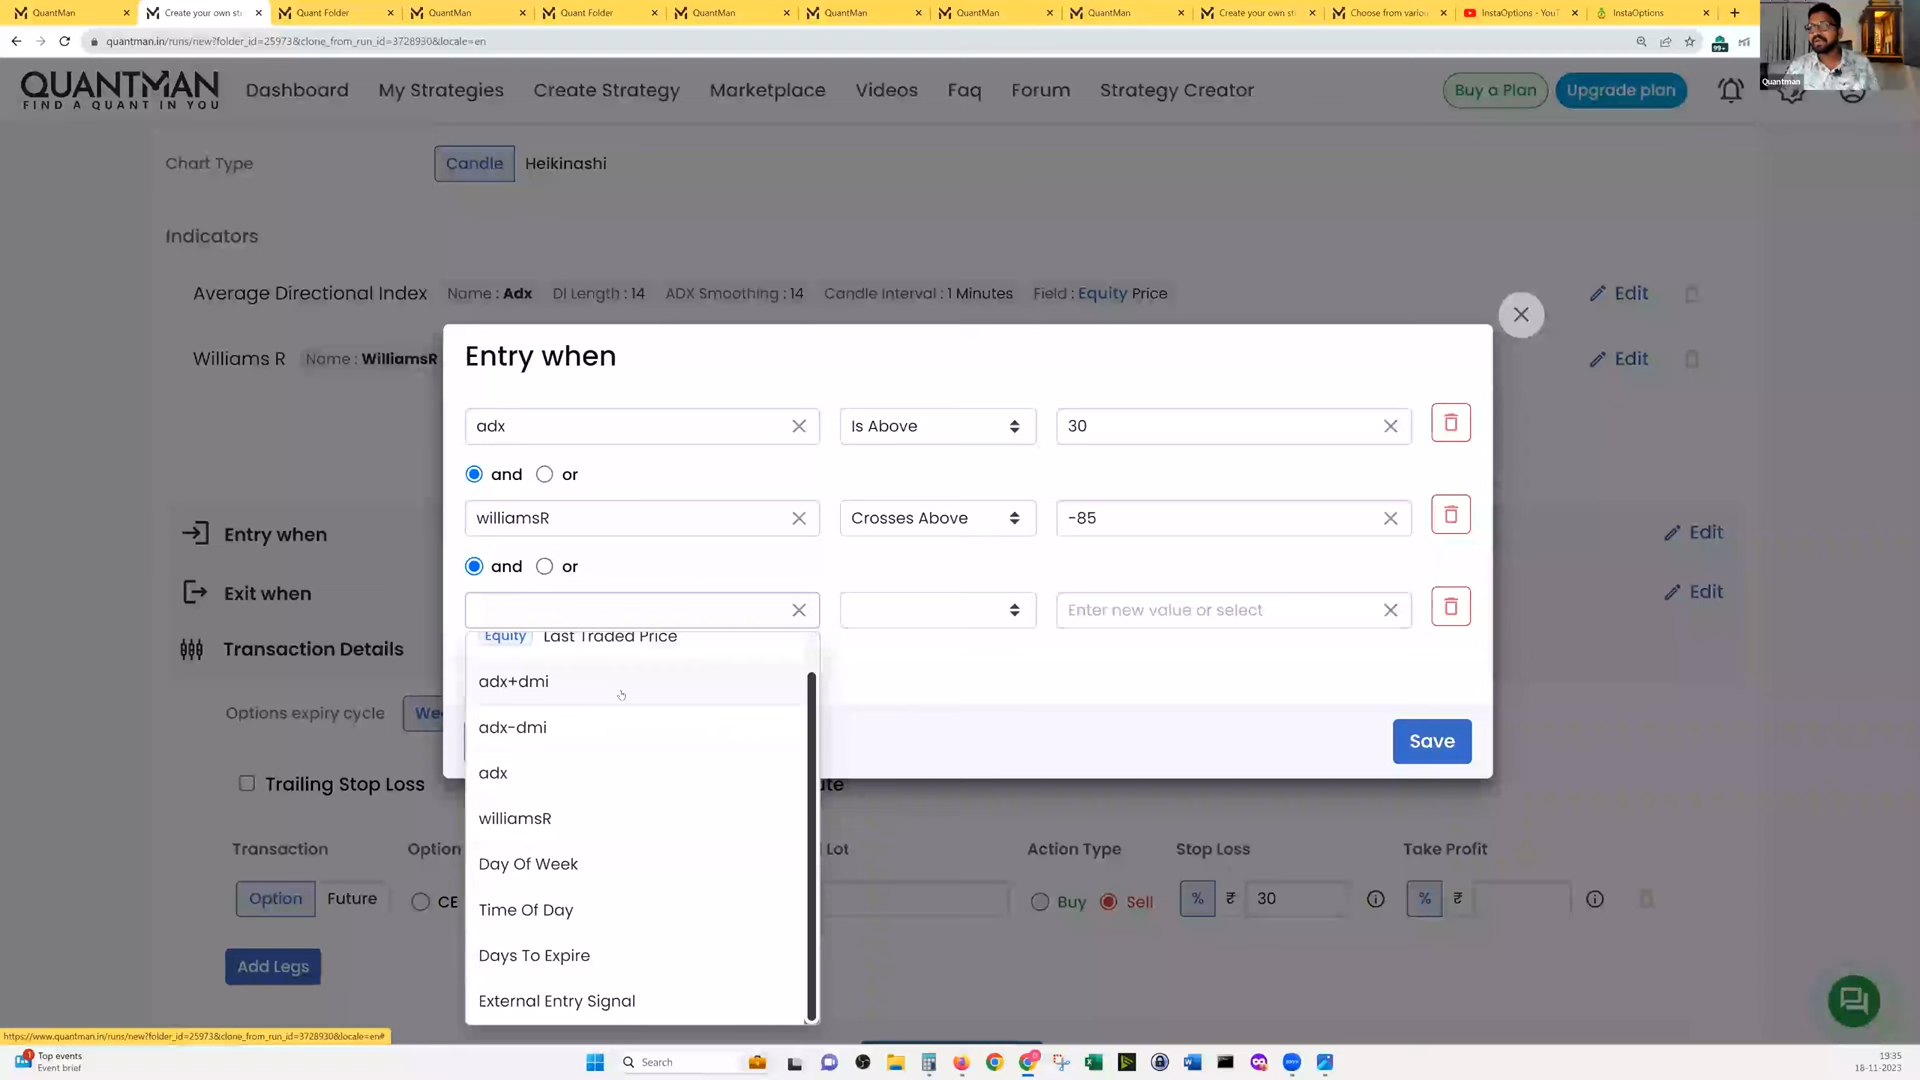 QuantMan
Create your own st
Quant Folder
QuantMan
Quant Folder
QuantMan
QuantMan
QuantMan
QuantMan
Create your own st
Choose from variou
InstaOptions - YouT
InstaOptions
quantman.in/runs/new?folder_id=25973&clone_from_run_id=3728930&locale=en
99+
Quantman
QUANTMAN
FIND A QUANT IN YOU
Dashboard
My Strategies
Create Strategy
Marketplace
Videos
Faq
Forum
Strategy Creator
Buy a Plan
Upgrade plan
Chart Type
Candle
Heikinashi
Indicators
Average Directional Index Name : Adx DI Length : 14 ADX Smoothing : 14 Candle Interval : 1 Minutes Field : Equity Price
Edit
Williams R Name : WilliamsR
Edit
Entry when
adx
Is Above
30
and or
williamsR
Crosses Above
-85
and or
Enter new value or select
Equity Last Traded Price
adx+dmi
adx-dmi
adx
williamsR
Day Of Week
Time Of Day
Days To Expire
External Entry Signal
Save
Entry when
Edit
Exit when
Edit
Transaction Details
Options expiry cycle
Trailing Stop Loss
Transaction
Lot
Action Type
Stop Loss
Take Profit
Option
Future
CE
Buy
Sell
% ₹ 30
% ₹
Add Legs
https://www.quantman.in/runs/new?folder_id=25973&clone_from_run_id=3728930&locale=en#
Top events
Event brief
Search
19:35
18-11-2023